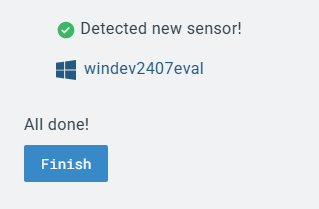 Detected new sensor!
windev2407eval
All done!
Finish